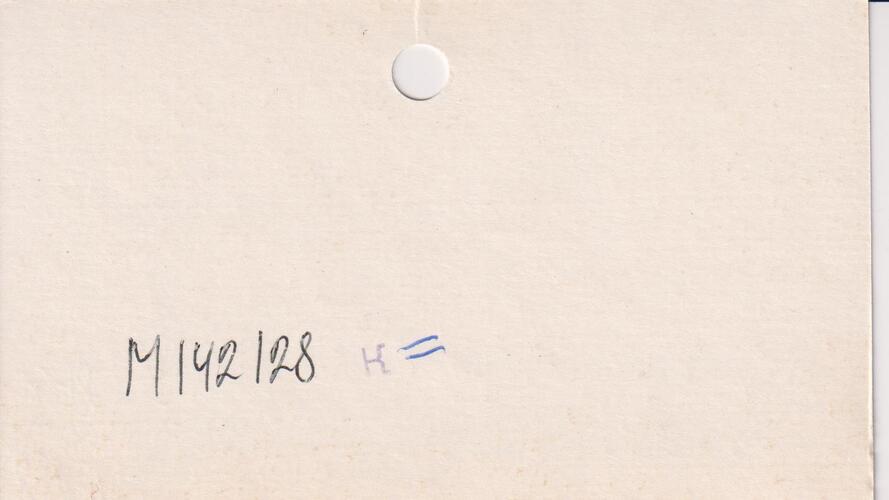 M142128 K =